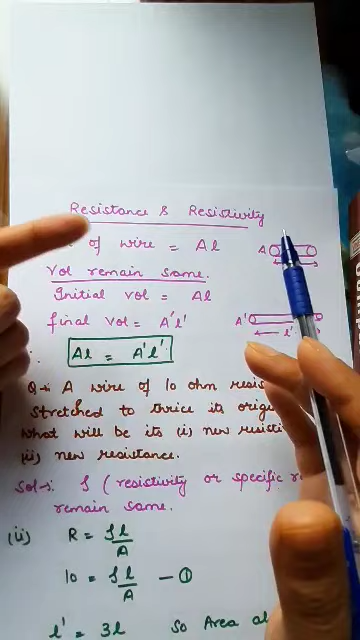 Resistance & Resistivity
of wire = Al
A
Vol remain same.
Initial vol = Al
final vol = A'l'
A'
l'
Al = A'l'
Q→ A wire of 10 ohm
stretched to thrice its
what will be its (i) new
(ii) new resistance.
Sol→ ρ (resistivity or specific
remain same.
(ii) R = ρl/A
10 = ρl/A — ①
l' = 3l So Area